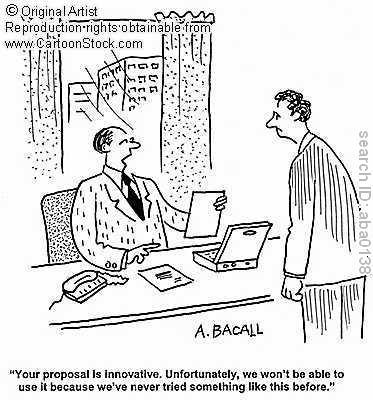 © Original Artist
Reproduction rights obtainable from
www.CartoonStock.com
search ID: aba0138
A. BACALL
"Your proposal is innovative. Unfortunately, we won't be able to
use it because we've never tried something like this before."